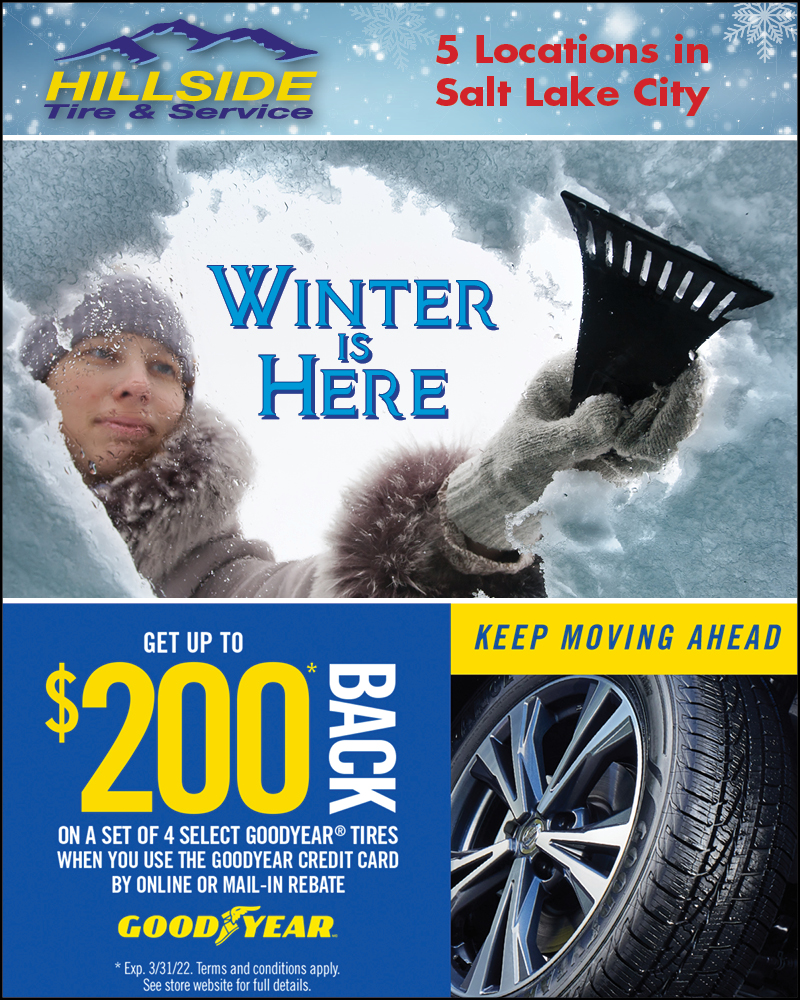 HILLSIDE
Tire & Service
5 Locations in
Salt Lake City
WINTER
IS
HERE
GET UP TO
$200*
BACK
ON A SET OF 4 SELECT GOODYEAR® TIRES
WHEN YOU USE THE GOODYEAR CREDIT CARD
BY ONLINE OR MAIL-IN REBATE
GOODYEAR
* Exp. 3/31/22. Terms and conditions apply.
See store website for full details.
KEEP MOVING AHEAD